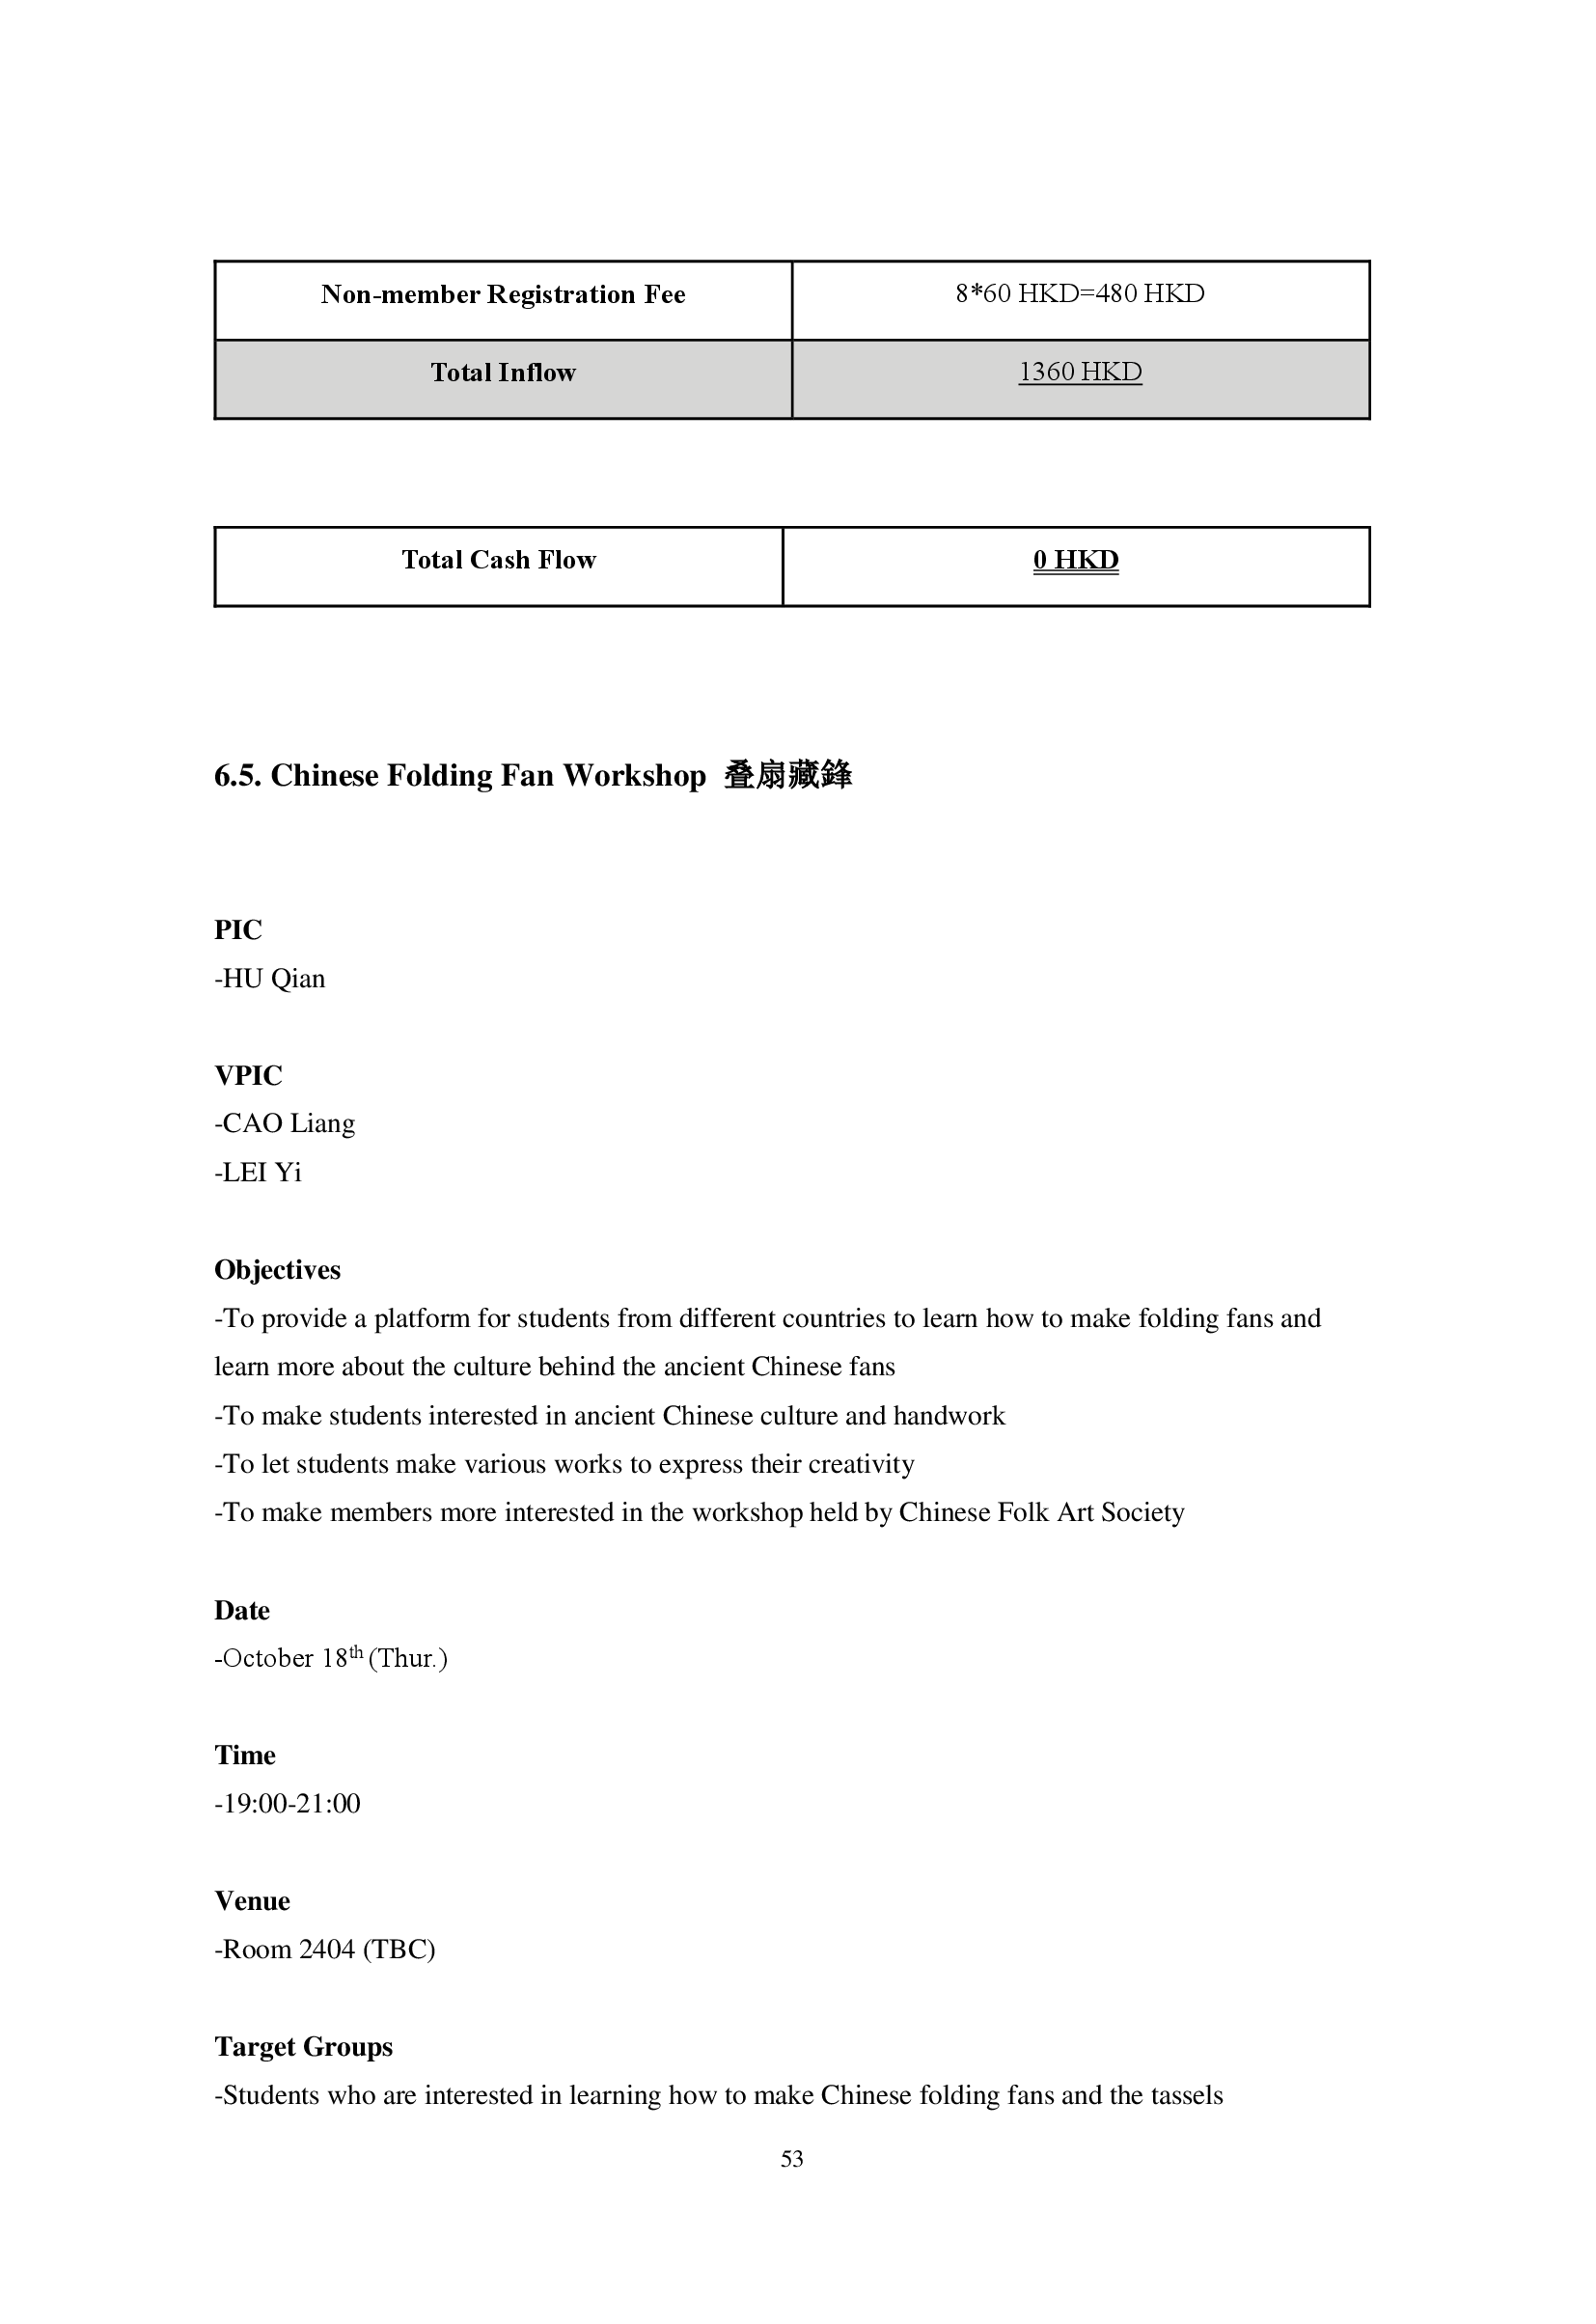 Non-member Registration Fee 8*60 HKD=480 HKD
Total Inflow 1360 HKD
Total Cash Flow 0 HKD
6.5. Chinese Folding Fan Workshop 叠扇藏鋒
PIC
-HU Qian
VPIC
-CAO Liang
-LEI Yi
Objectives
-To provide a platform for students from different countries to learn how to make folding fans and
learn more about the culture behind the ancient Chinese fans
-To make students interested in ancient Chinese culture and handwork
-To let students make various works to express their creativity
-To make members more interested in the workshop held by Chinese Folk Art Society
Date
-October 18th (Thur.)
Time
-19:00-21:00
Venue
-Room 2404 (TBC)
Target Groups
-Students who are interested in learning how to make Chinese folding fans and the tassels
53